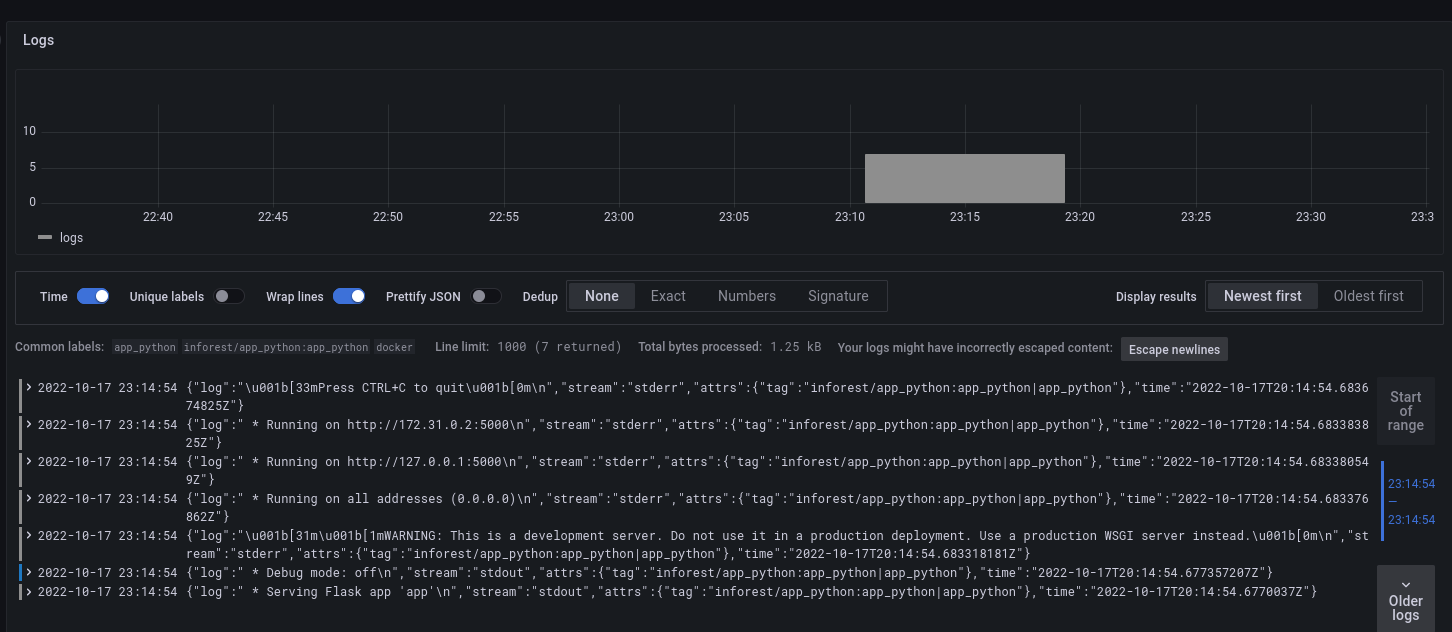 Logs
10
5
0
22:40 22:45 22:50 22:55 23:00 23:05 23:10 23:15 23:20 23:25 23:30 23:3
logs
Time Unique labels Wrap lines Prettify JSON Dedup None Exact Numbers Signature Display results Newest first Oldest first
Common labels: app_python inforest/app_python:app_python docker Line limit: 1000 (7 returned) Total bytes processed: 1.25 kB Your logs might have incorrectly escaped content: Escape newlines
2022-10-17 23:14:54 {"log":"\u001b[33mPress CTRL+C to quit\u001b[0m\n","stream":"stderr","attrs":{"tag":"inforest/app_python:app_python|app_python"},"time":"2022-10-17T20:14:54.6836
74825Z"}
2022-10-17 23:14:54 {"log":" * Running on http://172.31.0.2:5000\n","stream":"stderr","attrs":{"tag":"inforest/app_python:app_python|app_python"},"time":"2022-10-17T20:14:54.6833838
25Z"}
2022-10-17 23:14:54 {"log":" * Running on http://127.0.0.1:5000\n","stream":"stderr","attrs":{"tag":"inforest/app_python:app_python|app_python"},"time":"2022-10-17T20:14:54.68338054
9Z"}
2022-10-17 23:14:54 {"log":" * Running on all addresses (0.0.0.0)\n","stream":"stderr","attrs":{"tag":"inforest/app_python:app_python|app_python"},"time":"2022-10-17T20:14:54.683376
862Z"}
2022-10-17 23:14:54 {"log":"\u001b[31m\u001b[1mWARNING: This is a development server. Do not use it in a production deployment. Use a production WSGI server instead.\u001b[0m\n","st
ream":"stderr","attrs":{"tag":"inforest/app_python:app_python|app_python"},"time":"2022-10-17T20:14:54.683318181Z"}
2022-10-17 23:14:54 {"log":" * Debug mode: off\n","stream":"stdout","attrs":{"tag":"inforest/app_python:app_python|app_python"},"time":"2022-10-17T20:14:54.677357207Z"}
2022-10-17 23:14:54 {"log":" * Serving Flask app 'app'\n","stream":"stdout","attrs":{"tag":"inforest/app_python:app_python|app_python"},"time":"2022-10-17T20:14:54.6770037Z"}
Start
of
range
23:14:54
—
23:14:54
Older
logs